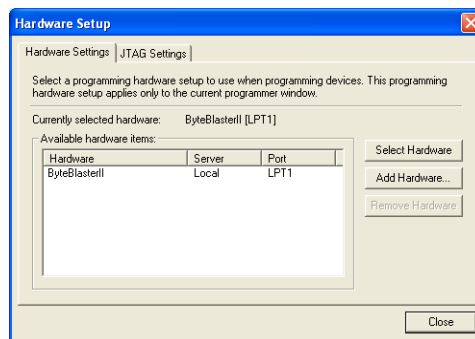 Hardware Setup
Hardware Settings JTAG Settings
Select a programming hardware setup to use when programming devices. This programming
hardware setup applies only to the current programmer window.
Currently selected hardware: ByteBlasterII [LPT1]
Available hardware items:
Hardware Server Port
ByteBlasterII Local LPT1
Select Hardware
Add Hardware...
Remove Hardware
Close